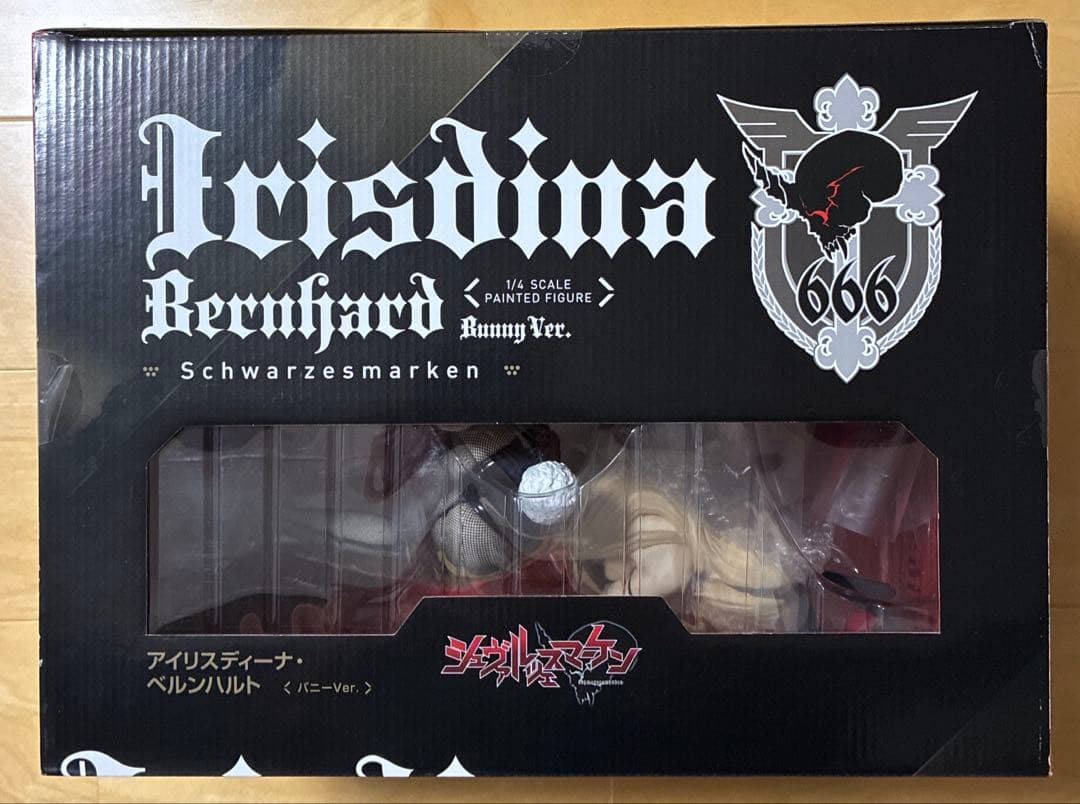 Irisdina
Bernhard
1/4 SCALE
PAINTED FIGURE
Bunny Ver.
Schwarzesmarken
666
アイリスディーナ・
ベルンハルト 〈 バニーVer. 〉
シュヴァルツェスマーケン